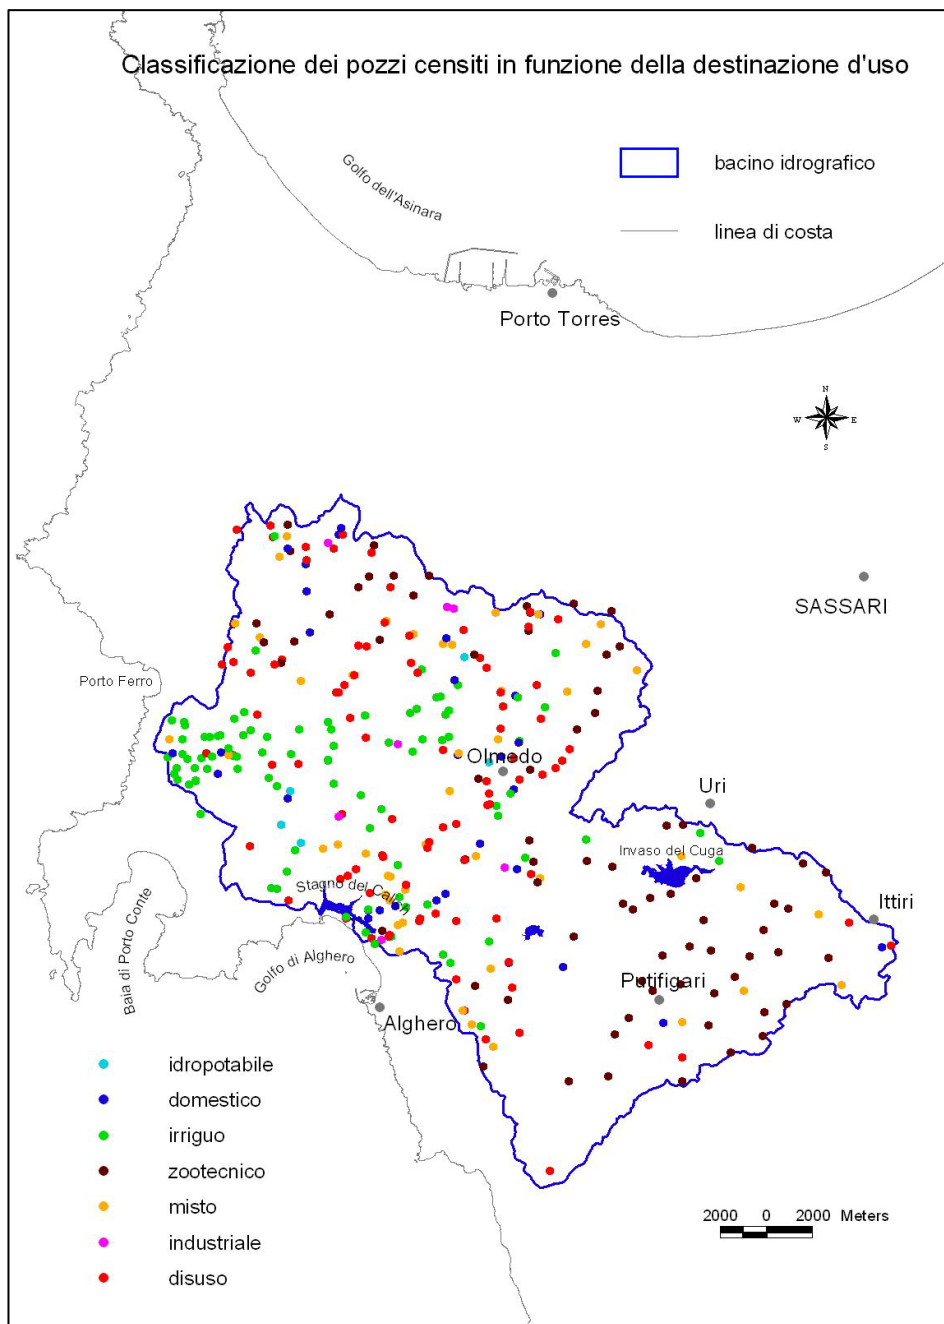 Classificazione dei pozzi censiti in funzione della destinazione d'uso
Golfo dell'Asinara
bacino idrografico
linea di costa
Porto Torres
N
W E
S
SASSARI
Porto Ferro
Olmedo
Uri
Invaso del Cuga
Stagno del Calich
Ittiri
Baia di Porto Conte
Golfo di Alghero
Putifigari
Alghero
idropotabile
domestico
irriguo
zootecnico
misto
industriale
disuso
2000 0 2000 Meters